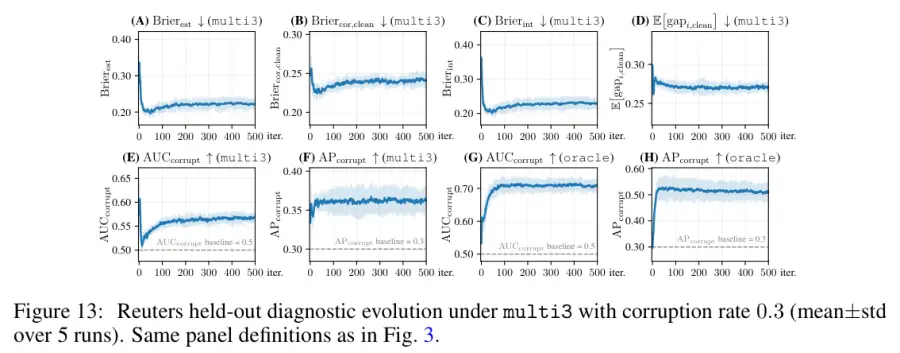 (A) Brier_est ↓ (multi3)
(B) Brier_cor,clean ↓ (multi3)
(C) Brier_int ↓ (multi3)
(D) 𝔼[gap_i,clean] ↓ (multi3)
Brier_est
0.40
0.30
0.20
0 100 200 300 400 500 iter.
Brier_cor,clean
0.30
0.25
0.20
0 100 200 300 400 500 iter.
Brier_int
0.40
0.30
0.20
0 100 200 300 400 500 iter.
𝔼[gap_i,clean]
0.30
0.25
0 100 200 300 400 500 iter.
(E) AUC_corrupt ↑ (multi3)
(F) AP_corrupt ↑ (multi3)
(G) AUC_corrupt ↑ (oracle)
(H) AP_corrupt ↑ (oracle)
AUC_corrupt
0.65
0.60
0.55
0.50
AUC_corrupt baseline = 0.5
0 100 200 300 400 500 iter.
AP_corrupt
0.40
0.35
0.30
AP_corrupt baseline = 0.3
0 100 200 300 400 500 iter.
AUC_corrupt
0.70
0.60
0.50
AUC_corrupt baseline = 0.5
0 100 200 300 400 500 iter.
AP_corrupt
0.60
0.50
0.40
0.30
AP_corrupt baseline = 0.3
0 100 200 300 400 500 iter.
Figure 13: Reuters held-out diagnostic evolution under multi3 with corruption rate 0.3 (mean±std
over 5 runs). Same panel definitions as in Fig. 3.